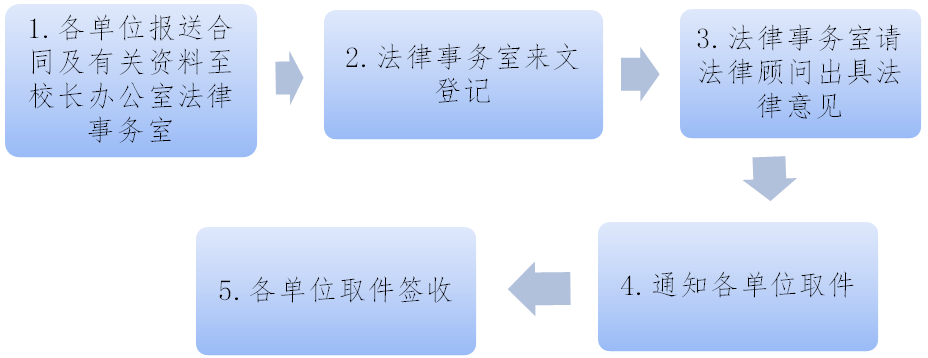 1.各单位报送合
同及有关资料至
校长办公室法律
事务室
2.法律事务室来文
登记
3.法律事务室请
法律顾问出具法
律意见
4.通知各单位取件
5.各单位取件签收